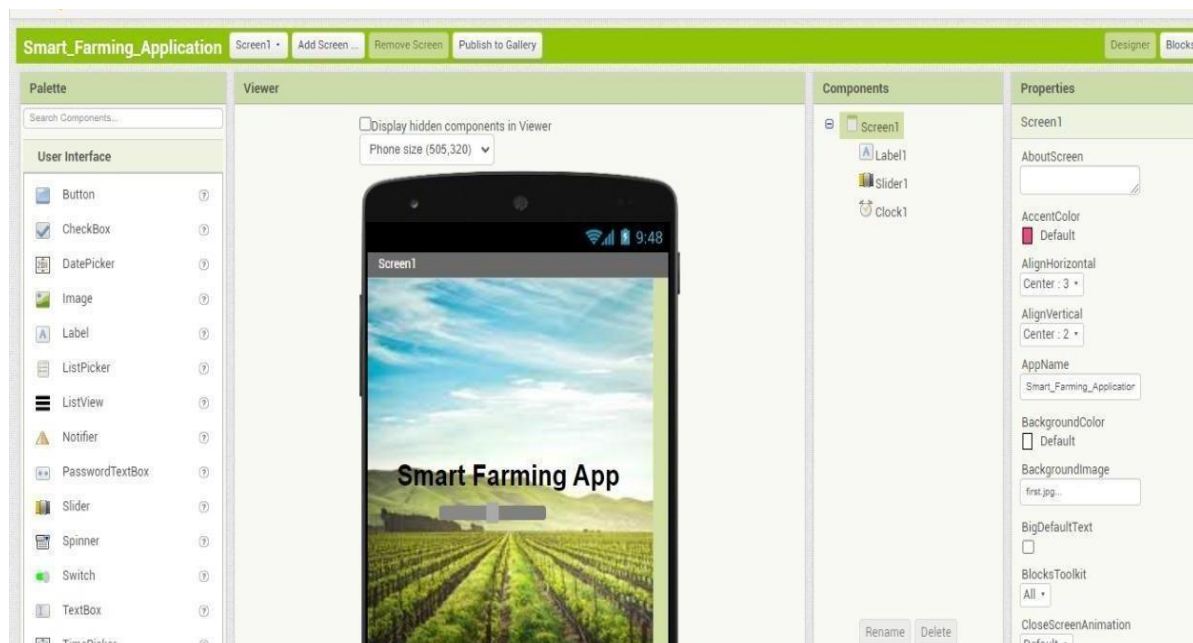 Smart_Farming_Application
Screen1
Add Screen ...
Remove Screen
Publish to Gallery
Designer
Blocks
Palette
Search Components...
User Interface
Button
CheckBox
DatePicker
Image
Label
ListPicker
ListView
Notifier
PasswordTextBox
Slider
Spinner
Switch
TextBox
TimePicker
Viewer
Display hidden components in Viewer
Phone size (505,320)
9:48
Screen1
Smart Farming App
Components
Screen1
Label1
Slider1
Clock1
Rename
Delete
Properties
Screen1
AboutScreen
AccentColor
Default
AlignHorizontal
Center : 3
AlignVertical
Center : 2
AppName
Smart_Farming_Application
BackgroundColor
Default
BackgroundImage
first.jpg...
BigDefaultText
BlocksToolkit
All
CloseScreenAnimation
Default